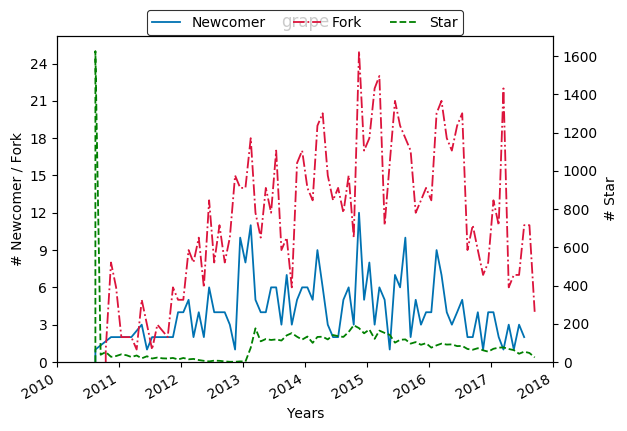 grape
Newcomer Fork Star
24 21 18 15 12 9 6 3 0
# Newcomer / Fork
1600 1400 1200 1000 800 600 400 200 0
# Star
2010 2011 2012 2013 2014 2015 2016 2017 2018
Years